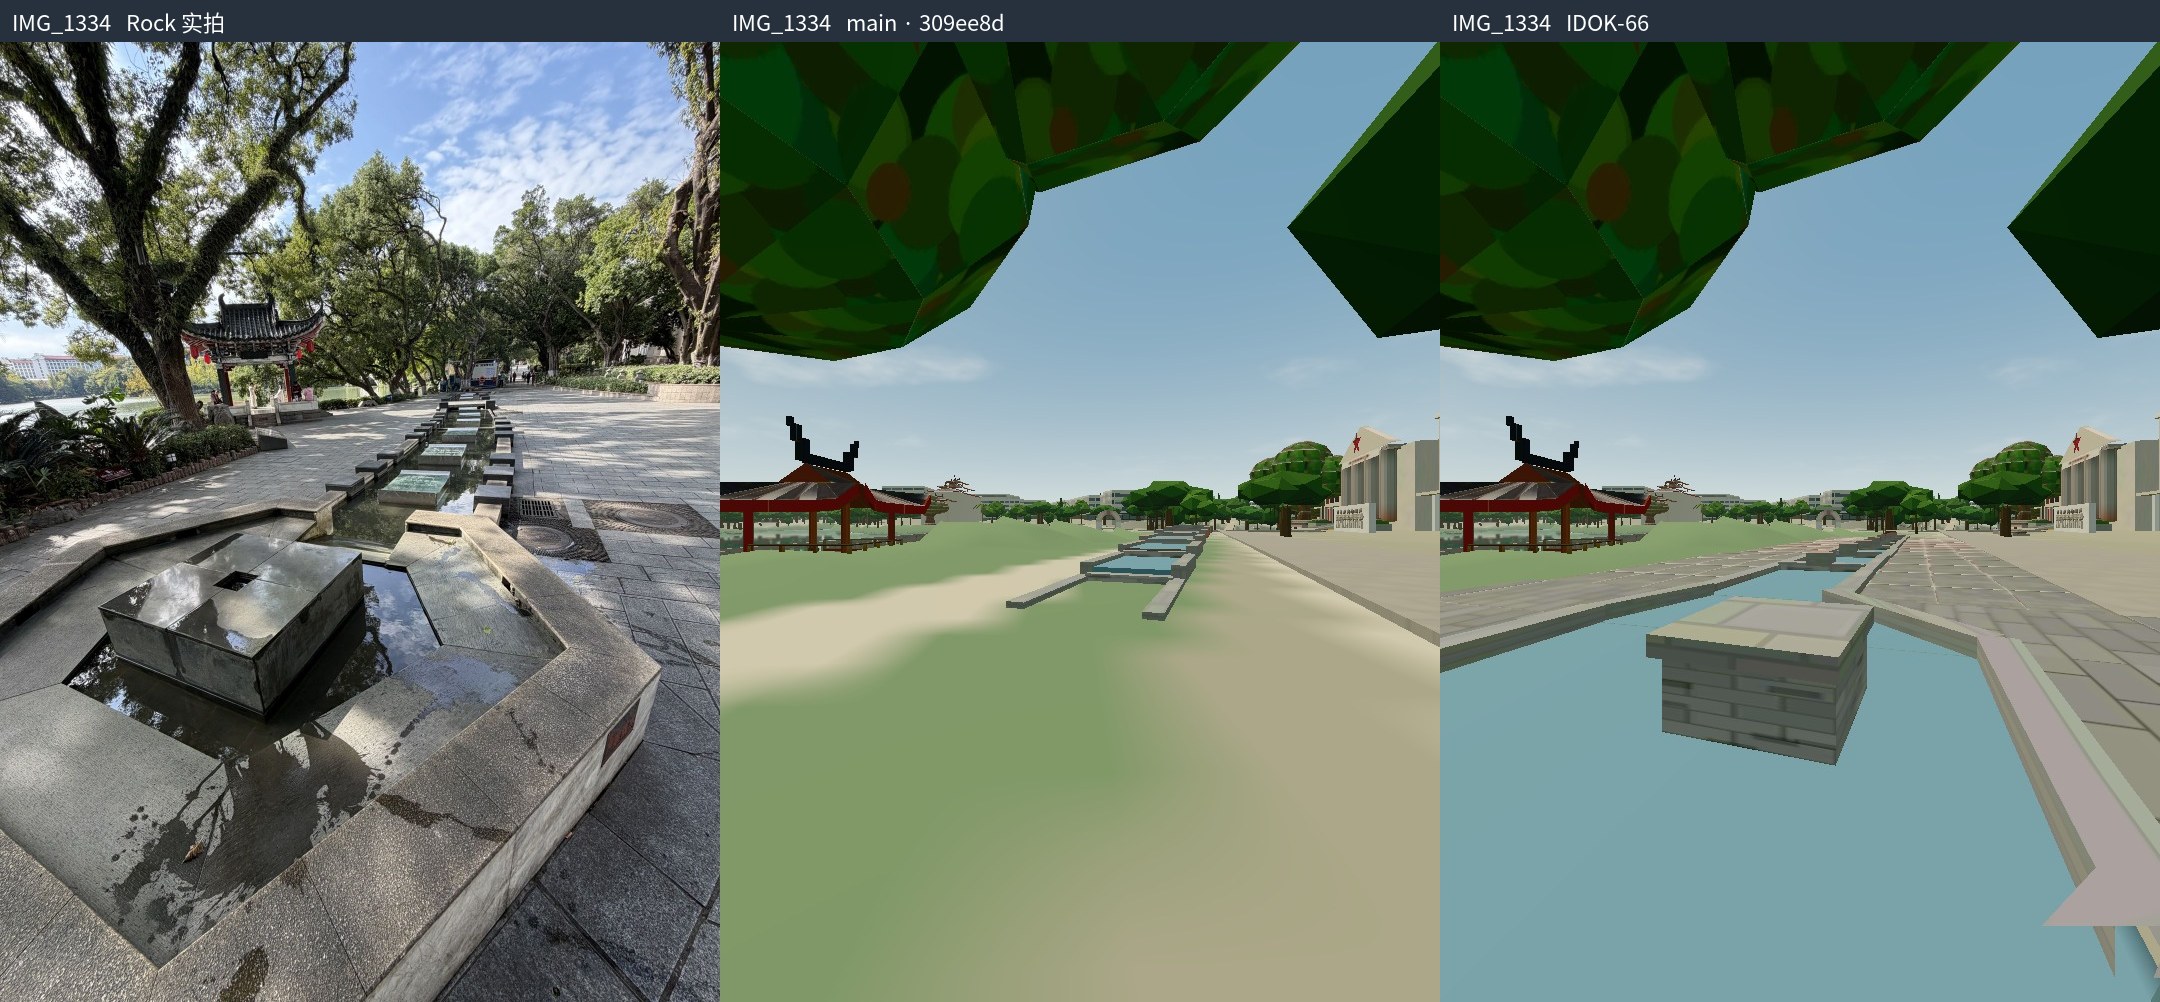 IMG_1334 Rock 实拍
IMG_1334 main · 309ee8d
IMG_1334 IDOK-66